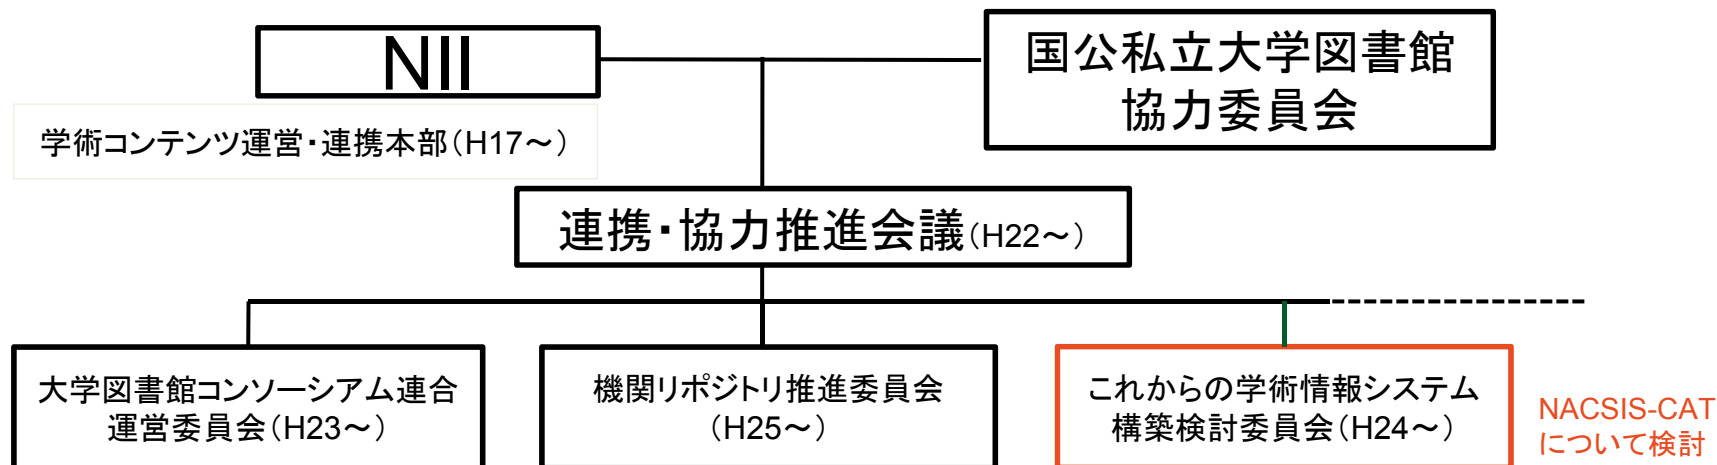 NII
国公私立大学図書館
協力委員会
学術コンテンツ運営・連携本部(H17～)
連携・協力推進会議(H22～)
大学図書館コンソーシアム連合
運営委員会(H23～)
機関リポジトリ推進委員会
(H25～)
これからの学術情報システム
構築検討委員会(H24～)
NACSIS-CAT
について検討